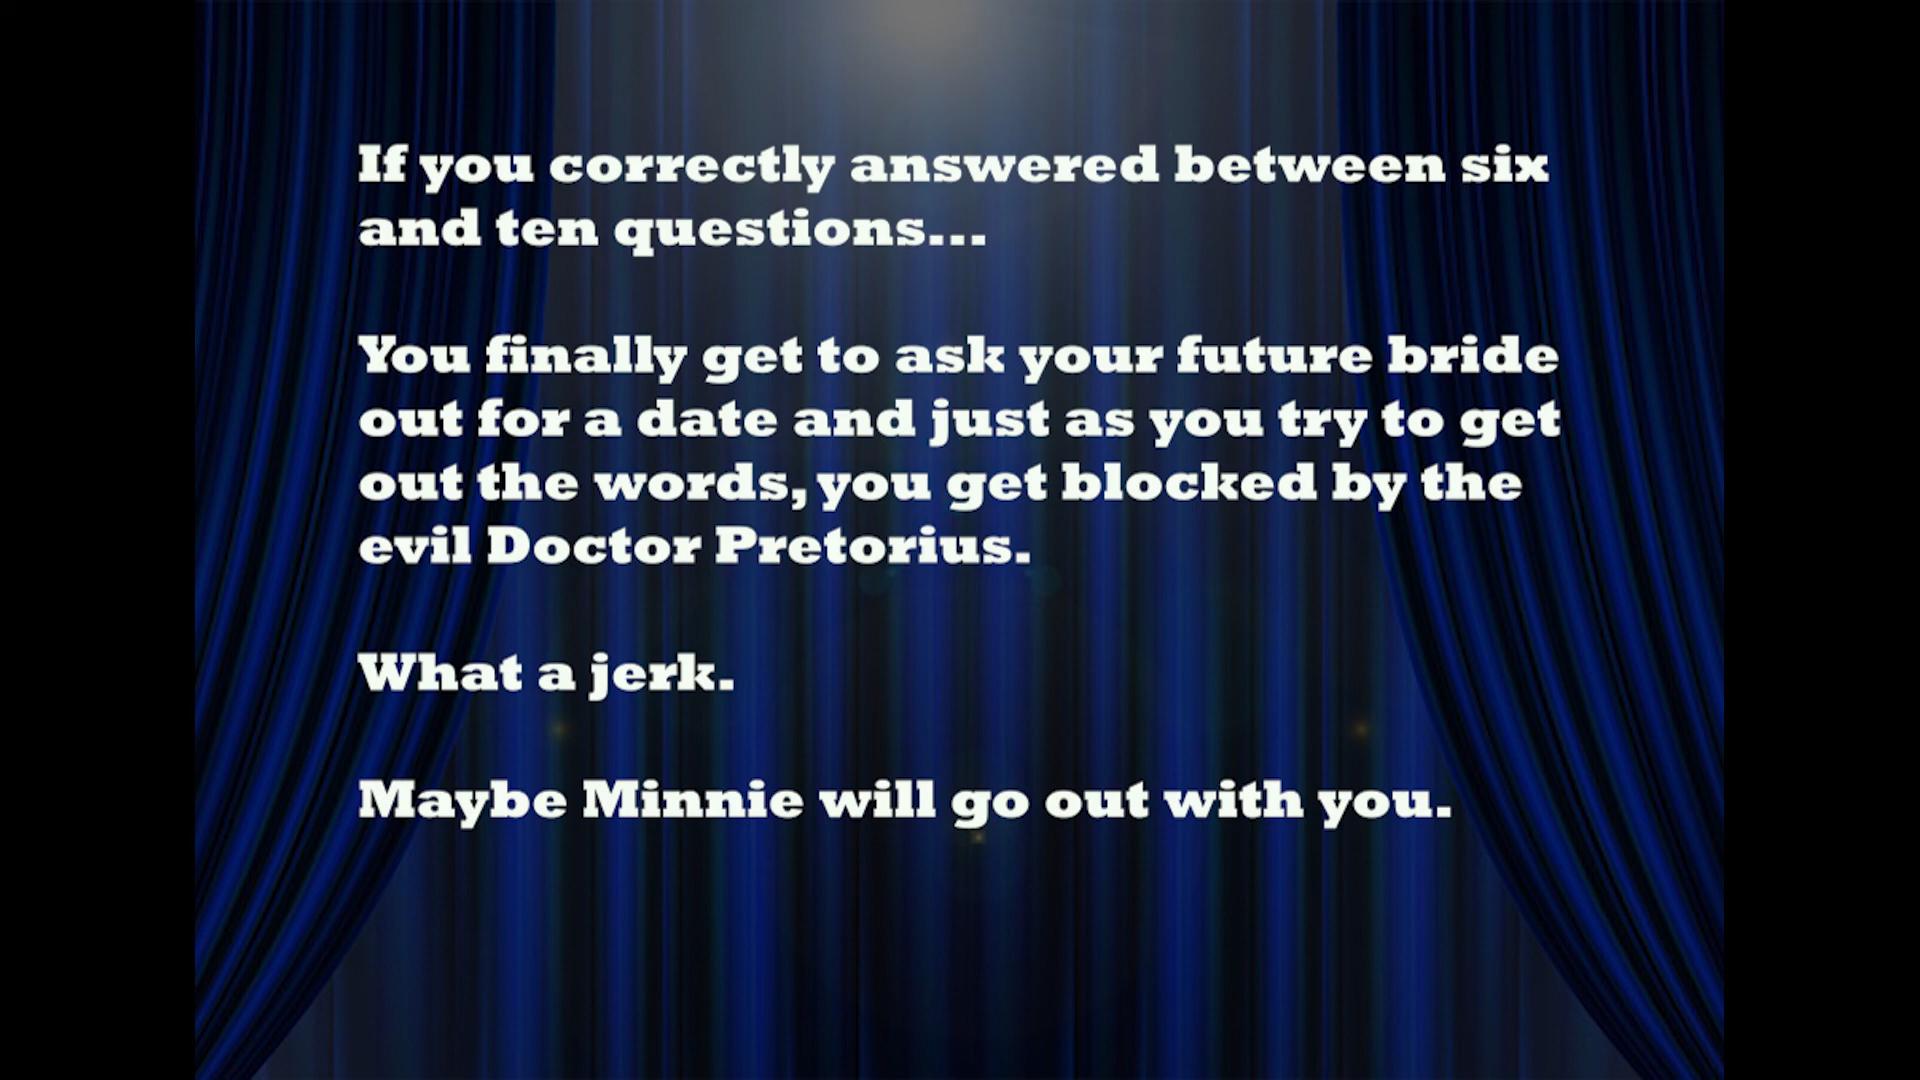 If you correctly answered between six
and ten questions...
You finally get to ask your future bride
out for a date and just as you try to get
out the words, you get blocked by the
evil Doctor Pretorius.
What a jerk.
Maybe Minnie will go out with you.